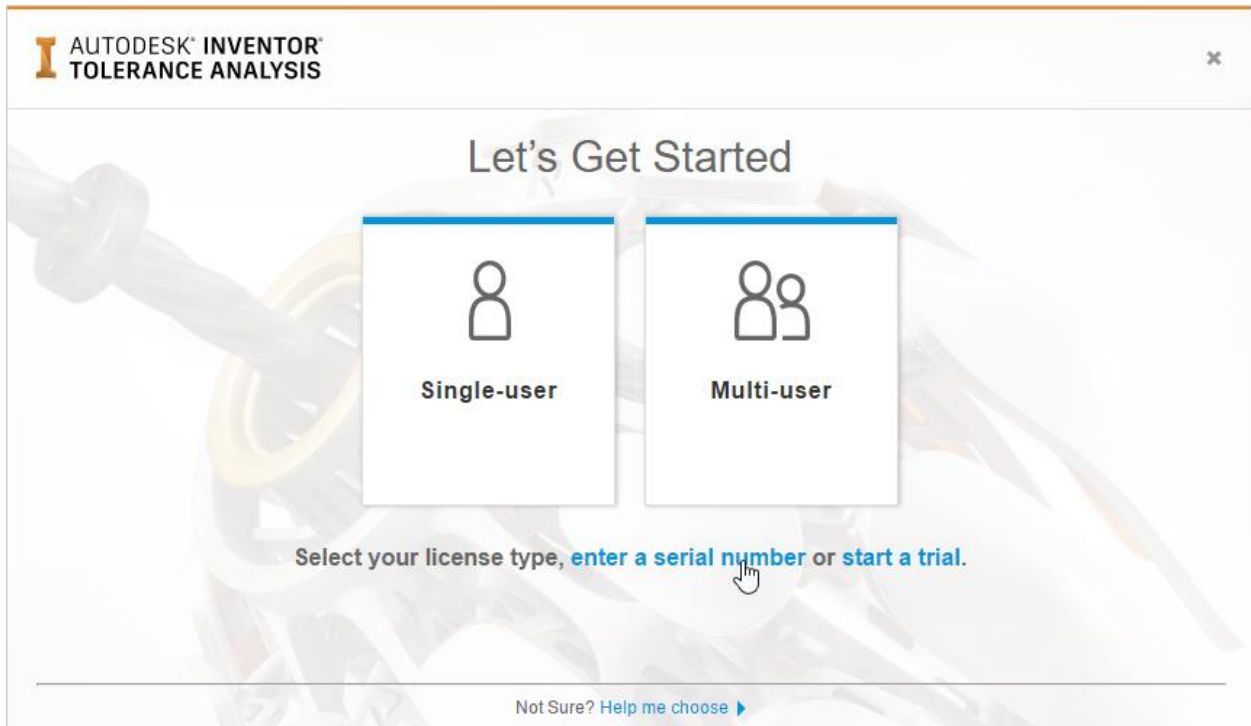 AUTODESK® INVENTOR®
TOLERANCE ANALYSIS
Let's Get Started
Single-user
Multi-user
Select your license type, enter a serial number or start a trial.
Not Sure? Help me choose